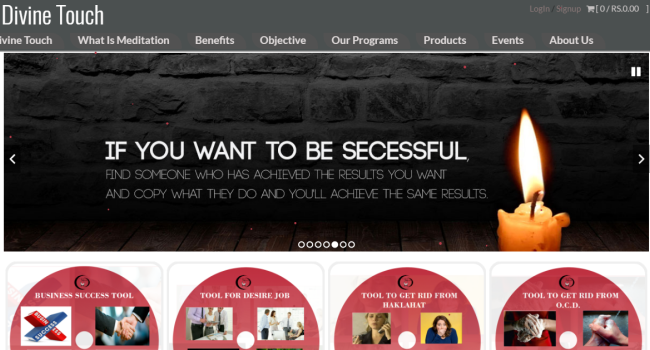 Divine Touch
Login / Signup [ 0 / RS.0.00 ]
ivine Touch What Is Meditation Benefits Objective Our Programs Products Events About Us
IF YOU WANT TO BE SECESSFUL,
FIND SOMEONE WHO HAS ACHIEVED THE RESULTS YOU WANT
AND COPY WHAT THEY DO AND YOU'LL ACHIEVE THE SAME RESULTS.
BUSINESS SUCCESS TOOL
TOOL FOR DESIRE JOB
TOOL TO GET RID FROM
HAKLAHAT
TOOL TO GET RID FROM
O.C.D.
SUCCESS